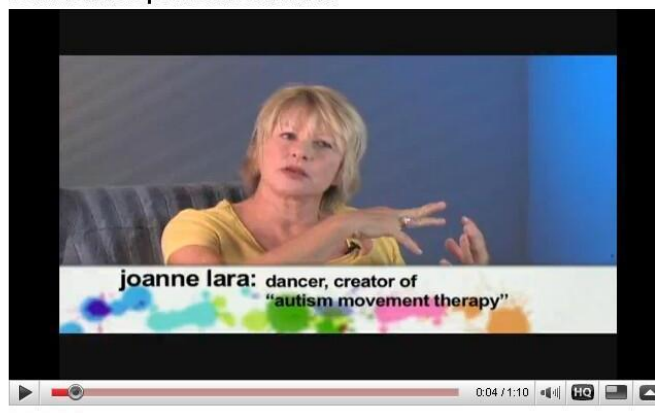 joanne lara: dancer, creator of
"autism movement therapy"
0:04 / 1:10 HQ